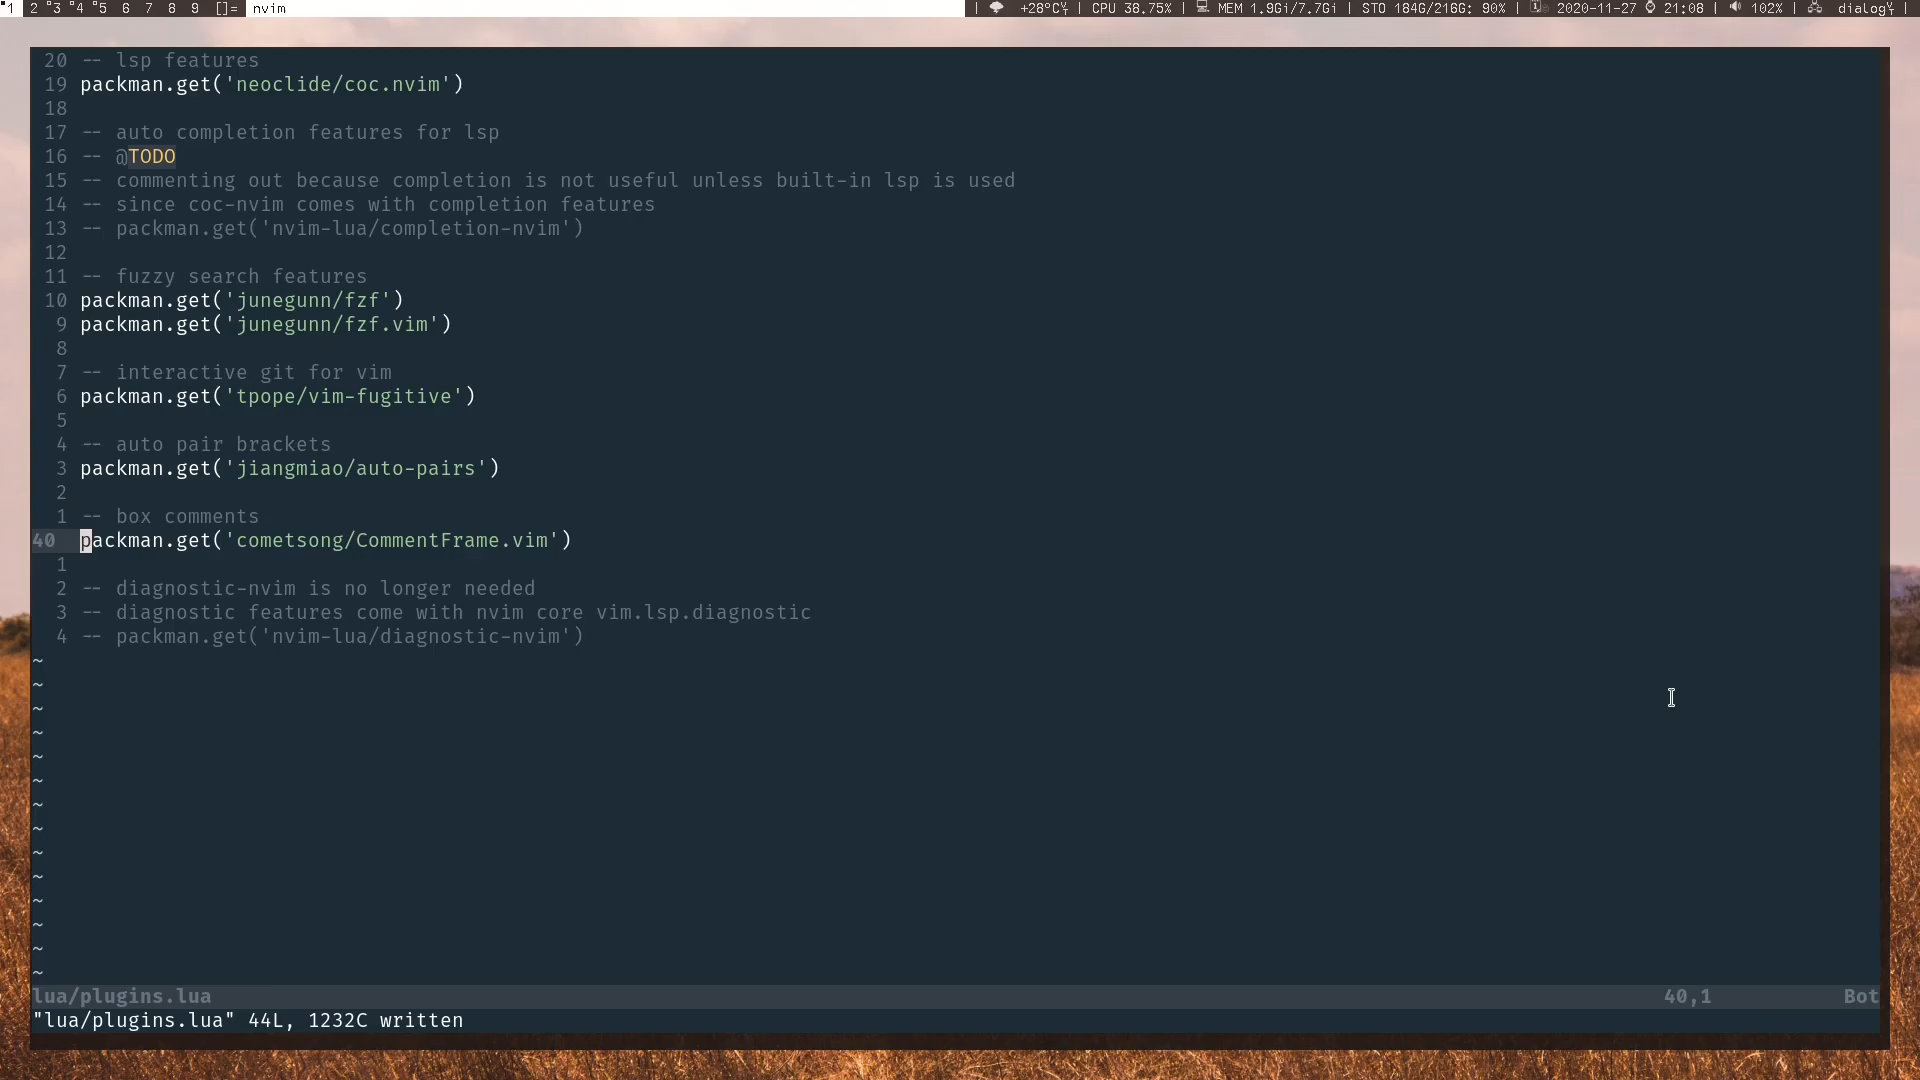 1 2 3 4 5 6 7 8 9 []= nvim | +28°C | CPU 38.75% | MEM 1.9Gi/7.7Gi | STO 184G/216G: 90% | 2020-11-27 21:08 | 102% | dialog |
20 -- lsp features
19 packman.get('neoclide/coc.nvim')
18
17 -- auto completion features for lsp
16 -- @TODO
15 -- commenting out because completion is not useful unless built-in lsp is used
14 -- since coc-nvim comes with completion features
13 -- packman.get('nvim-lua/completion-nvim')
12
11 -- fuzzy search features
10 packman.get('junegunn/fzf')
9 packman.get('junegunn/fzf.vim')
8
7 -- interactive git for vim
6 packman.get('tpope/vim-fugitive')
5
4 -- auto pair brackets
3 packman.get('jiangmiao/auto-pairs')
2
1 -- box comments
40 packman.get('cometsong/CommentFrame.vim')
1
2 -- diagnostic-nvim is no longer needed
3 -- diagnostic features come with nvim core vim.lsp.diagnostic
4 -- packman.get('nvim-lua/diagnostic-nvim')
~
~
~
~
~
~
~
~
~
~
~
~
~
~
lua/plugins.lua 40,1 Bot
"lua/plugins.lua" 44L, 1232C written